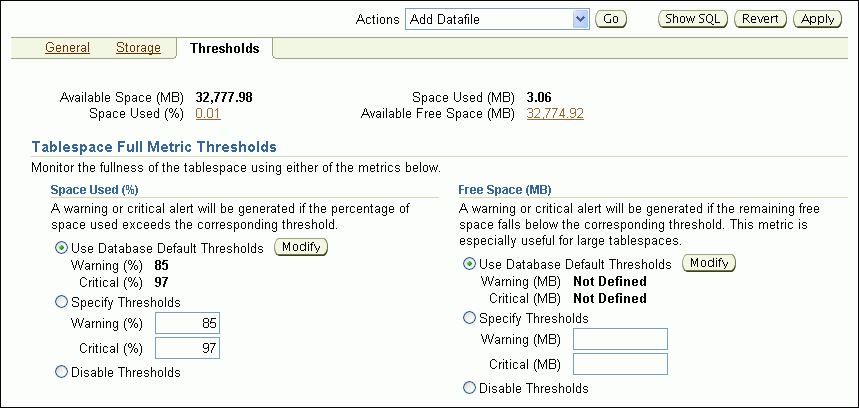 Actions Add Datafile Go Show SQL Revert Apply
General Storage Thresholds
Available Space (MB) 32,777.98 Space Used (MB) 3.06
Space Used (%) 0.01 Available Free Space (MB) 32,774.92
Tablespace Full Metric Thresholds
Monitor the fullness of the tablespace using either of the metrics below.
Space Used (%)
A warning or critical alert will be generated if the percentage of
space used exceeds the corresponding threshold.
Use Database Default Thresholds Modify
Warning (%) 85
Critical (%) 97
Specify Thresholds
Warning (%) 85
Critical (%) 97
Disable Thresholds
Free Space (MB)
A warning or critical alert will be generated if the remaining free
space falls below the corresponding threshold. This metric is
especially useful for large tablespaces.
Use Database Default Thresholds Modify
Warning (MB) Not Defined
Critical (MB) Not Defined
Specify Thresholds
Warning (MB)
Critical (MB)
Disable Thresholds